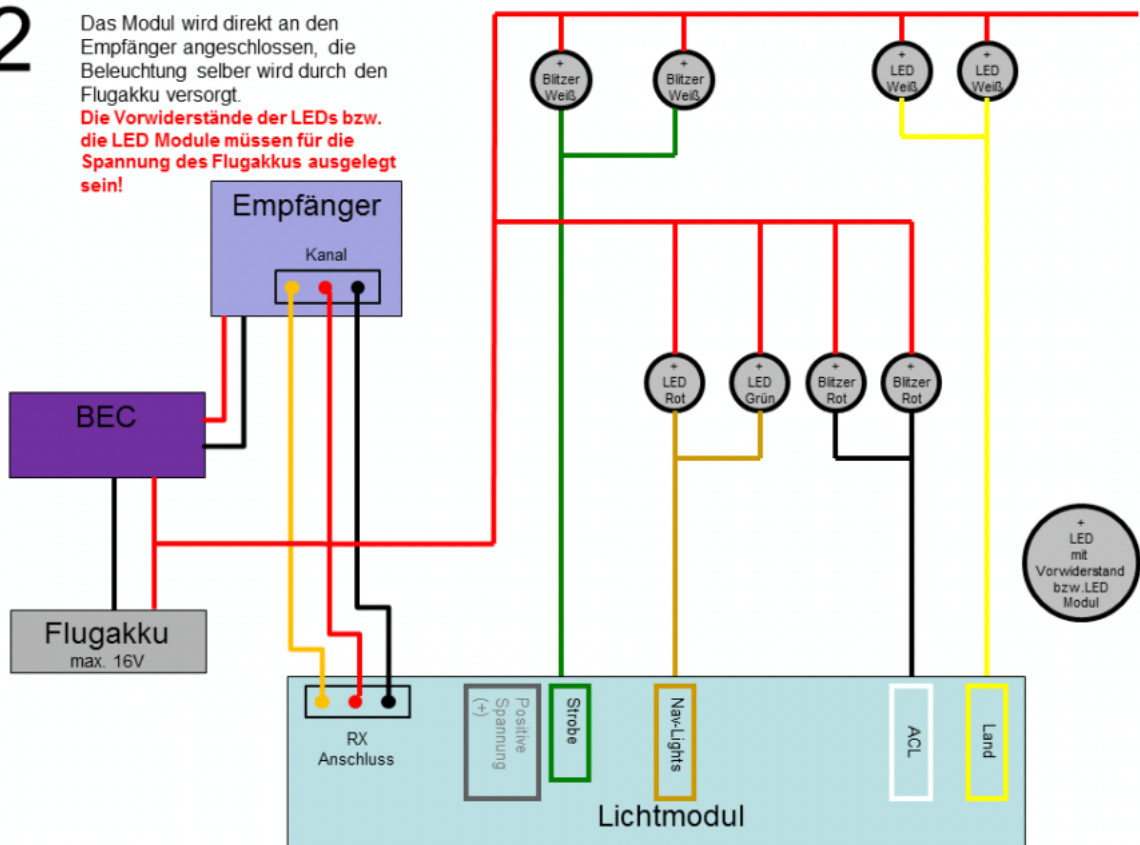 2
Das Modul wird direkt an den
Empfänger angeschlossen, die
Beleuchtung selber wird durch den
Flugakku versorgt.
Die Vorwiderstände der LEDs bzw.
die LED Module müssen für die
Spannung des Flugakkus ausgelegt
sein!
+
Blitzer
Weiß
+
Blitzer
Weiß
+
LED
Weiß
+
LED
Weiß
Empfänger
Kanal
+
LED
Rot
+
LED
Grün
+
Blitzer
Rot
+
Blitzer
Rot
BEC
+
LED
mit
Vorwiderstand
bzw.LED
Modul
Flugakku
max. 16V
RX
Anschluss
Positive
Spannung
(+)
Strobe
Nav-Lights
ACL
Land
Lichtmodul